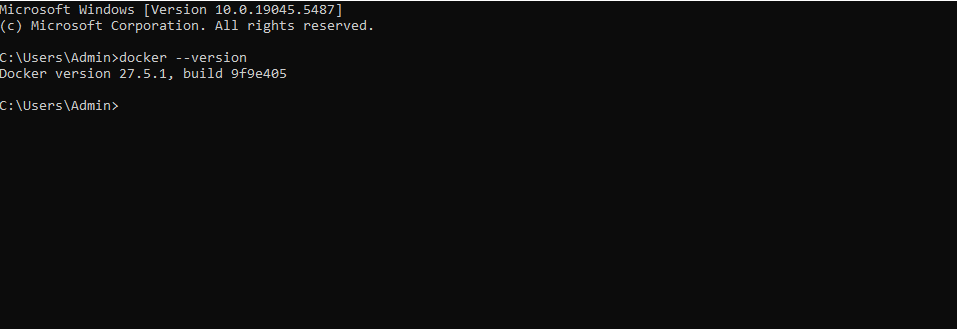 Microsoft Windows [Version 10.0.19045.5487]
(c) Microsoft Corporation. All rights reserved.
C:\Users\Admin>docker --version
Docker version 27.5.1, build 9f9e405
C:\Users\Admin>